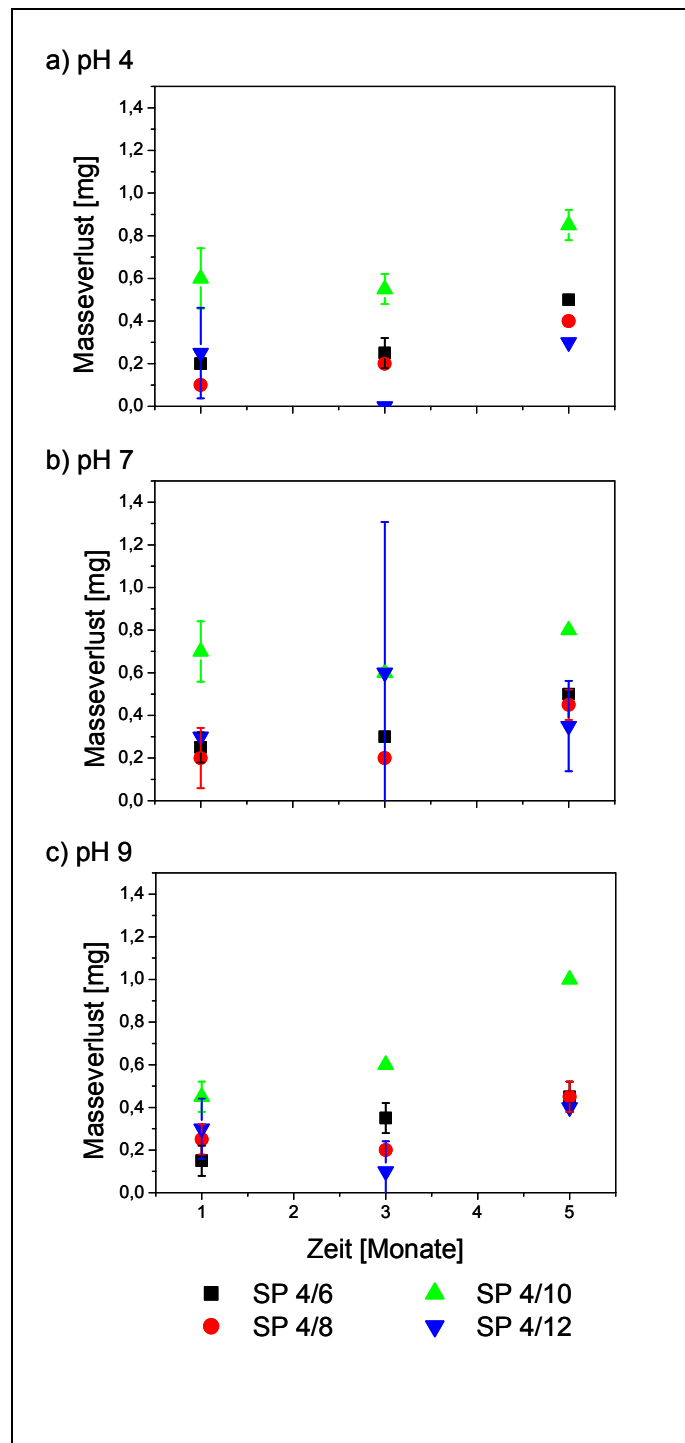 a) pH 4
1,4
1,2
1,0
0,8
0,6
0,4
0,2
0,0
Masseverlust [mg]
b) pH 7
1,4
1,2
1,0
0,8
0,6
0,4
0,2
0,0
Masseverlust [mg]
c) pH 9
1,4
1,2
1,0
0,8
0,6
0,4
0,2
0,0
Masseverlust [mg]
1 2 3 4 5
Zeit [Monate]
SP 4/6 SP 4/10
SP 4/8 SP 4/12